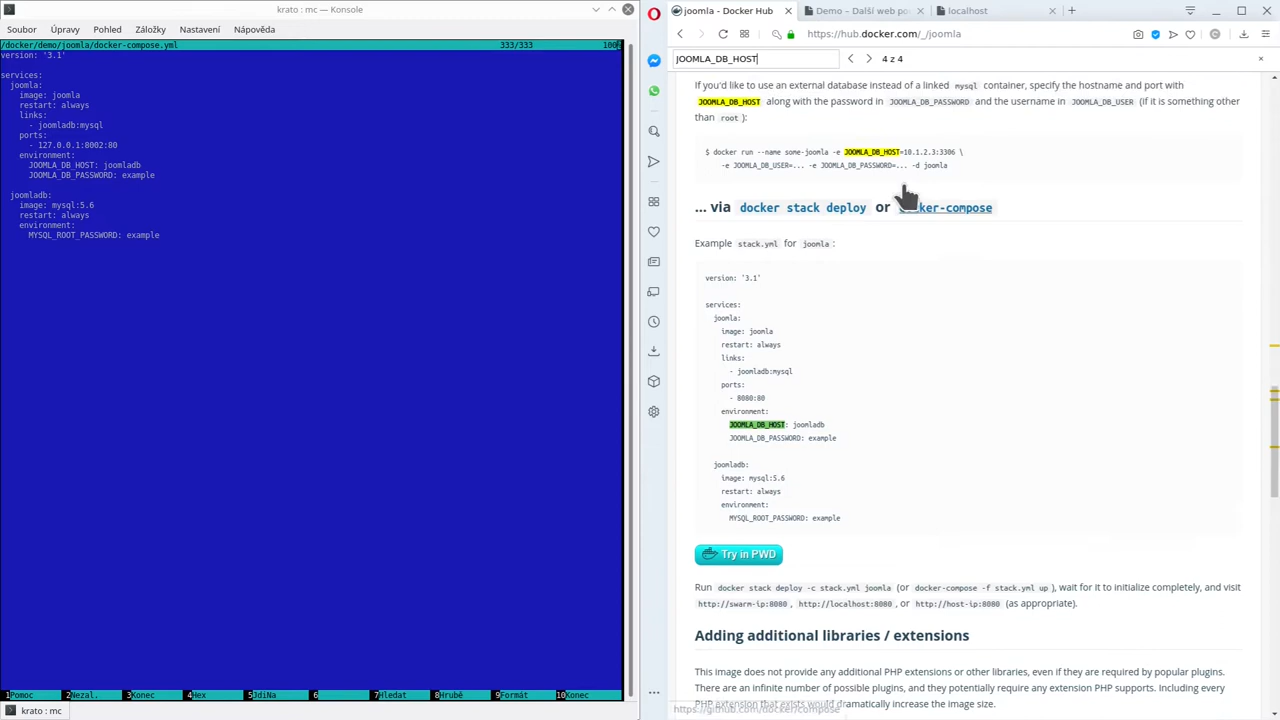 krato : mc — Konsole
Soubor Úpravy Pohled Záložky Nastavení Nápověda
/docker/demo/joomla/docker-compose.yml 333/333 100%
version: '3.1'
services:
joomla:
image: joomla
restart: always
links:
- joomladb:mysql
ports:
- 127.0.0.1:8002:80
environment:
JOOMLA_DB_HOST: joomladb
JOOMLA_DB_PASSWORD: example
joomladb:
image: mysql:5.6
restart: always
environment:
MYSQL_ROOT_PASSWORD: example
1Pomoc 2Nezal. 3Konec 4Hex 5JdiNa 6 7Hledat 8Hrubě 9Formát 10Konec
krato : mc
joomla - Docker Hub
Demo – Další web po
localhost
https://hub.docker.com/_/joomla
JOOMLA_DB_HOST
4 z 4
If you'd like to use an external database instead of a linked mysql container, specify the hostname and port with
JOOMLA_DB_HOST along with the password in JOOMLA_DB_PASSWORD and the username in JOOMLA_DB_USER (if it is something other
than root ):
$ docker run --name some-joomla -e JOOMLA_DB_HOST=10.1.2.3:3306 \
-e JOOMLA_DB_USER=... -e JOOMLA_DB_PASSWORD=... -d joomla
... via docker stack deploy or docker-compose
Example stack.yml for joomla :
version: '3.1'
services:
joomla:
image: joomla
restart: always
links:
- joomladb:mysql
ports:
- 8080:80
environment:
JOOMLA_DB_HOST: joomladb
JOOMLA_DB_PASSWORD: example
joomladb:
image: mysql:5.6
restart: always
environment:
MYSQL_ROOT_PASSWORD: example
Try in PWD
Run docker stack deploy -c stack.yml joomla (or docker-compose -f stack.yml up ), wait for it to initialize completely, and visit
http://swarm-ip:8080 , http://localhost:8080 , or http://host-ip:8080 (as appropriate).
Adding additional libraries / extensions
This image does not provide any additional PHP extensions or other libraries, even if they are required by popular plugins.
There are an infinite number of possible plugins, and they potentially require any extension PHP supports. Including every
PHP extension that exists would dramatically increase the image size.
https://github.com/docker/compose